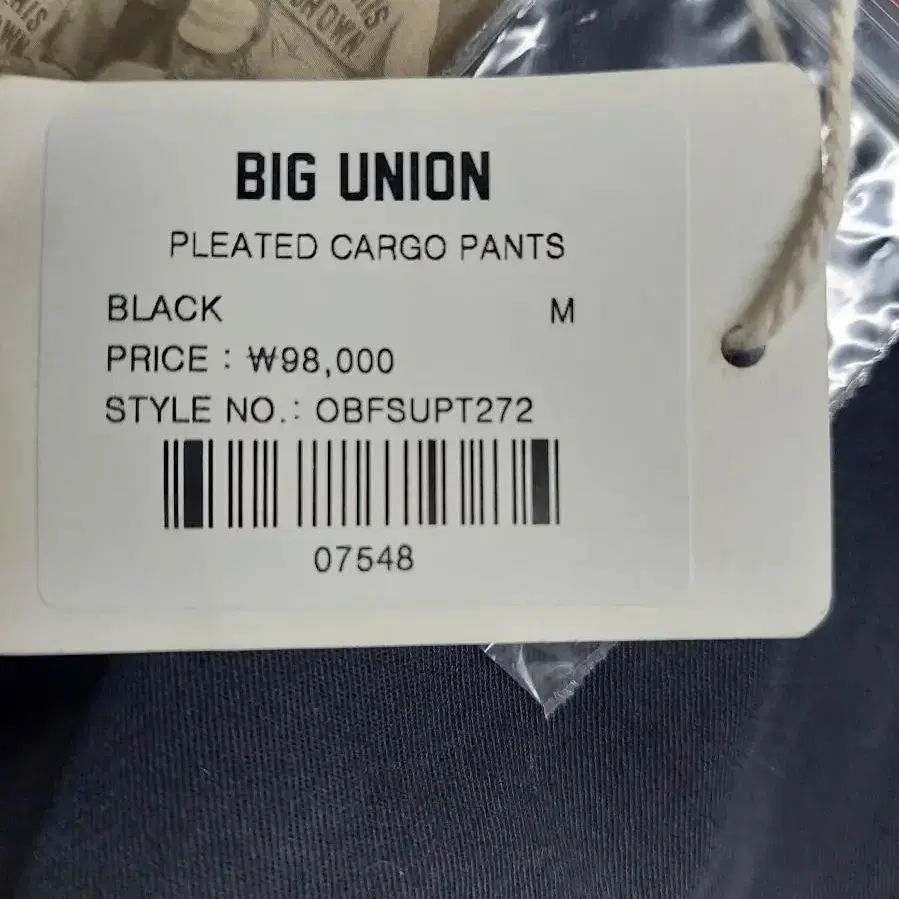 BIG UNION
PLEATED CARGO PANTS
BLACK M
PRICE : ₩98,000
STYLE NO.: OBFSUPT272
07548